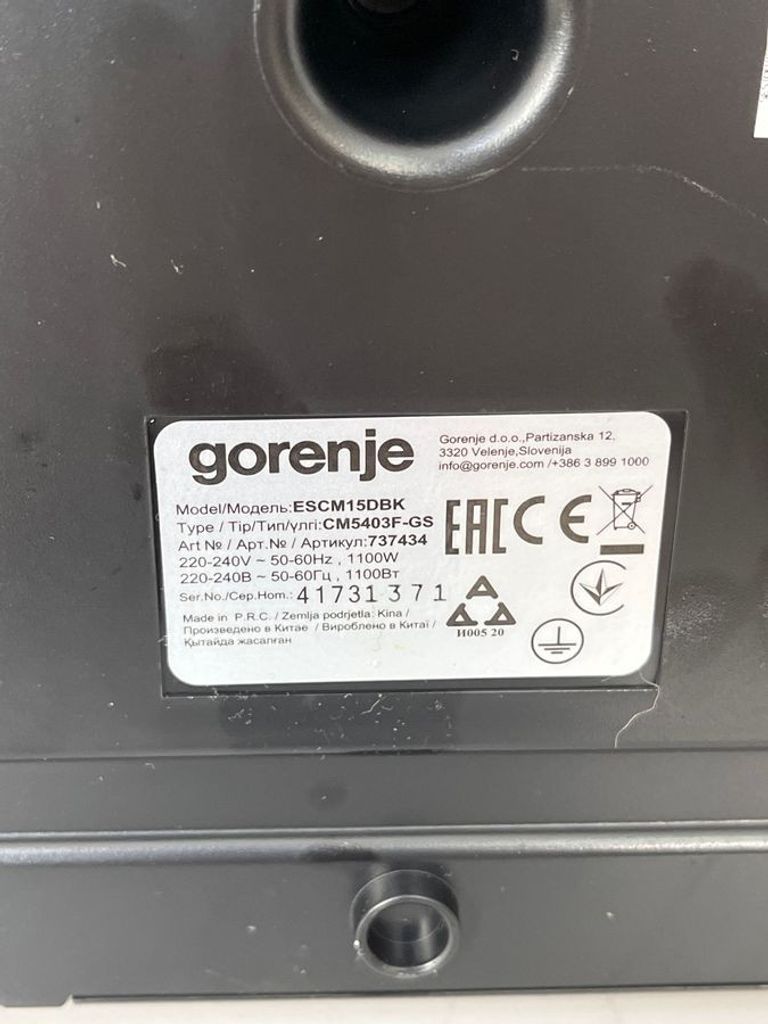 gorenje
Gorenje d.o.o.,Partizanska 12,
3320 Velenje,Slovenija
info@gorenje.com /+386 3 899 1000
Model/Модель:ESCM15DBK
Type / Tip/Тип/үлгі:CM5403F-GS
Art № / Арт.№ / Артикул:737434
220-240V ~ 50-60Hz , 1100W
220-240В ~ 50-60Гц , 1100Вт
Ser.No./Сер.Ном.: 41731371
Made in P.R.C. / Zemlja podrjetla: Kina /
Произведено в Китае / Вироблено в Китаї /
Қытайда жасалған
EAC CE
И005 20